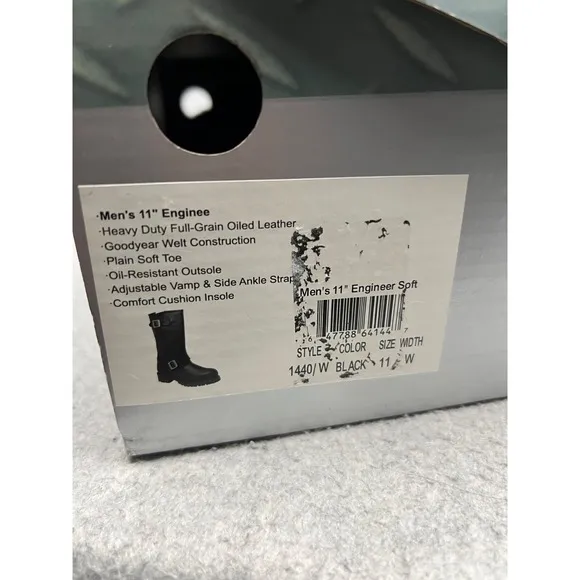 ·Men's 11" Enginee
·Heavy Duty Full-Grain Oiled Leather
·Goodyear Welt Construction
·Plain Soft Toe
·Oil-Resistant Outsole
·Adjustable Vamp & Side Ankle Strap
·Comfort Cushion Insole
Men's 11" Engineer Soft
6 47788 64144 7
STYLE COLOR SIZE WIDTH
1440/W BLACK 11 W